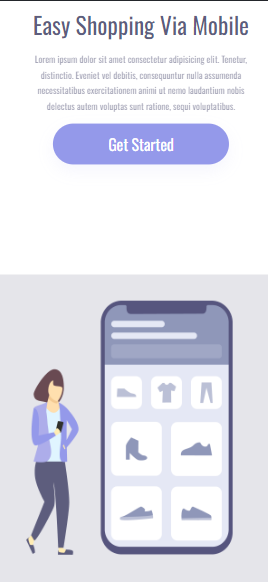 Easy Shopping Via Mobile
Lorem ipsum dolor sit amet consectetur adipisicing elit. Tenetur,
distinctio. Eveniet vel debitis, consequuntur nulla assumenda
necessitatibus exercitationem animi ut nemo laudantium nobis
delectus autem voluptas sunt ratione, sequi voluptatibus.
Get Started